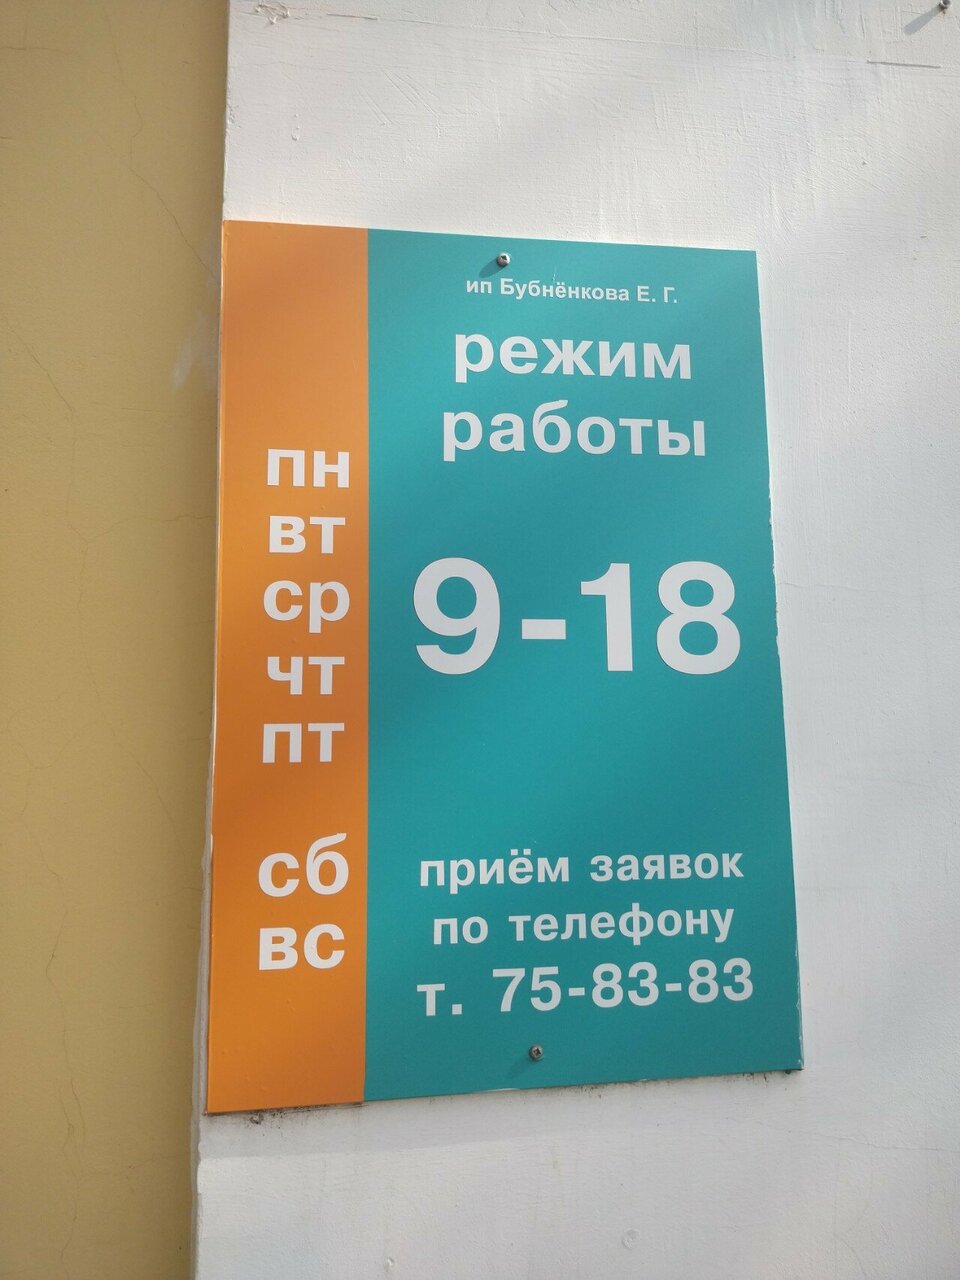 ип Бубнёнкова Е. Г.
режим
работы
пн
вт
ср
чт
пт
9-18
сб
вс
приём заявок
по телефону
т. 75-83-83